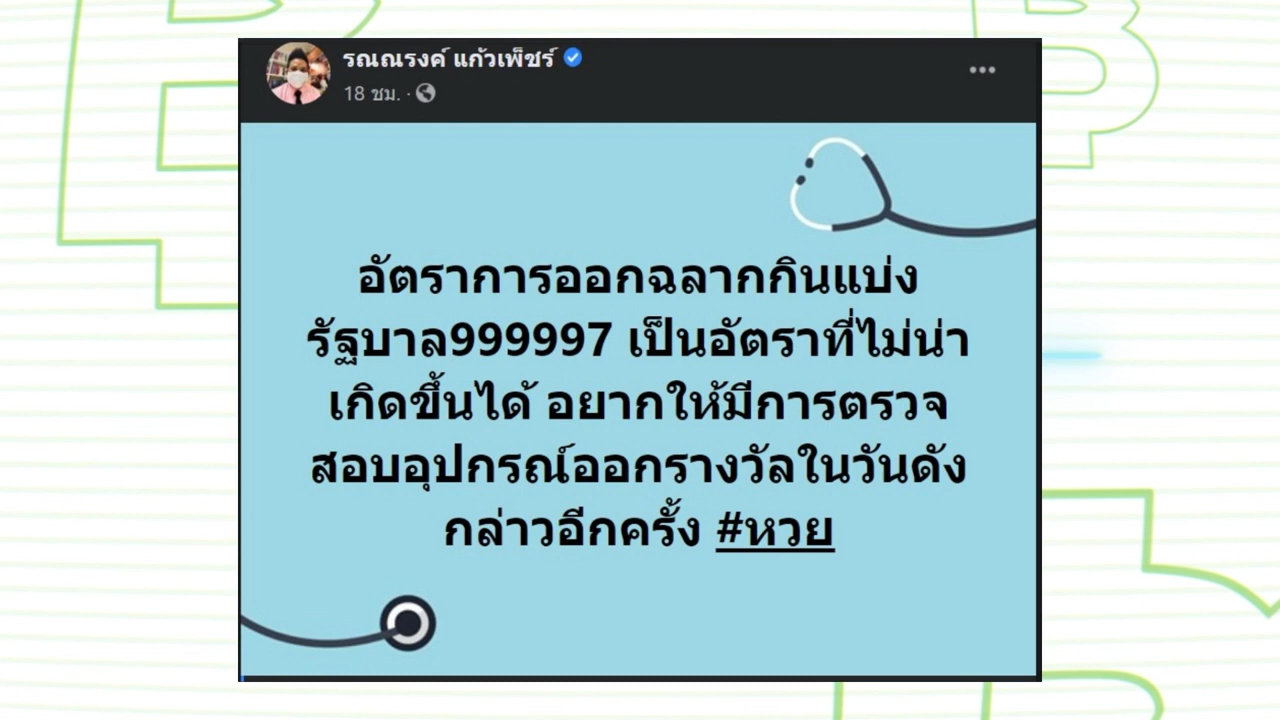 รณณรงค์ แก้วเพ็ชร์
18 ชม. ·
อัตราการออกฉลากกินแบ่ง
รัฐบาล999997 เป็นอัตราที่ไม่น่า
เกิดขึ้นได้ อยากให้มีการตรวจ
สอบอุปกรณ์ออกรางวัลในวันดัง
กล่าวอีกครั้ง #หวย